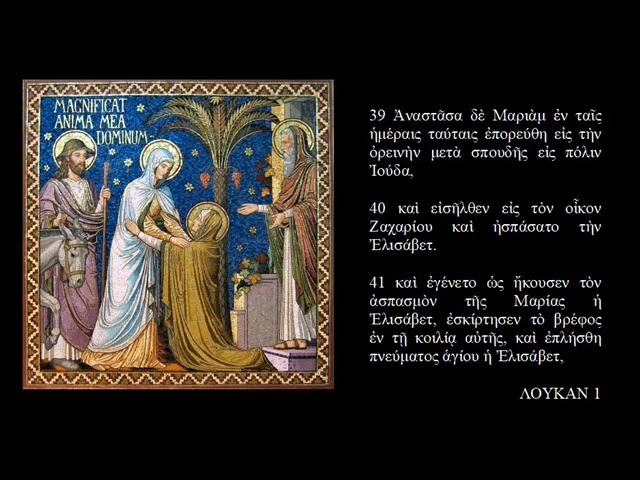 MAGNIFICAT
ANIMA MEA
DOMINUM
39 Ἀναστᾶσα δὲ Μαριὰμ ἐν ταῖς
ἡμέραις ταύταις ἐπορεύθη εἰς τὴν
ὀρεινὴν μετὰ σπουδῆς εἰς πόλιν
Ἰούδα,
40 καὶ εἰσῆλθεν εἰς τὸν οἶκον
Ζαχαρίου καὶ ἠσπάσατο τὴν
Ἐλισάβετ.
41 καὶ ἐγένετο ὡς ἤκουσεν τὸν
ἀσπασμὸν τῆς Μαρίας ἡ
Ἐλισάβετ, ἐσκίρτησεν τὸ βρέφος
ἐν τῇ κοιλίᾳ αὐτῆς, καὶ ἐπλήσθη
πνεύματος ἁγίου ἡ Ἐλισάβετ,
ΛΟΥΚΑΝ 1